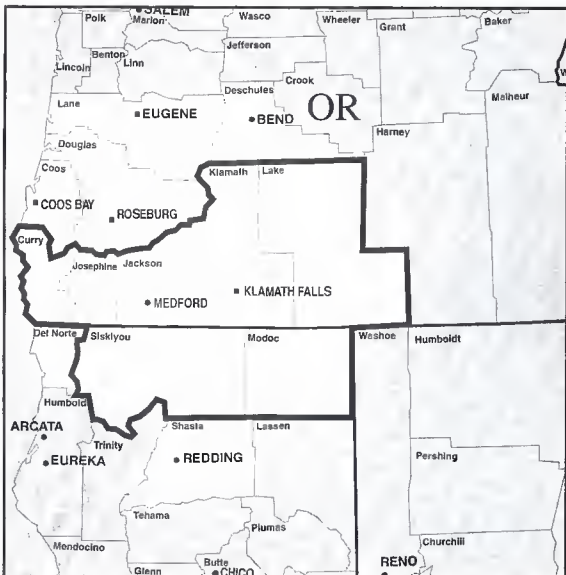 SALEM
Polk Marion Wasco Wheeler Grant Baker
Jefferson
Benton Linn
Lincoln Crook
Deschutes
Lane Malheur
EUGENE BEND OR
Harney
Douglas
Coos Klamath Lake
COOS BAY
ROSEBURG
Curry
Josephine Jackson
KLAMATH FALLS
MEDFORD
Del Norte Siskiyou Modoc Washoe Humboldt
Humboldt
ARCATA Shasta Lassen
Trinity
EUREKA REDDING Pershing
Tehama
Plumas
Mendocino Churchill
Butte RENO
Glenn CHICO